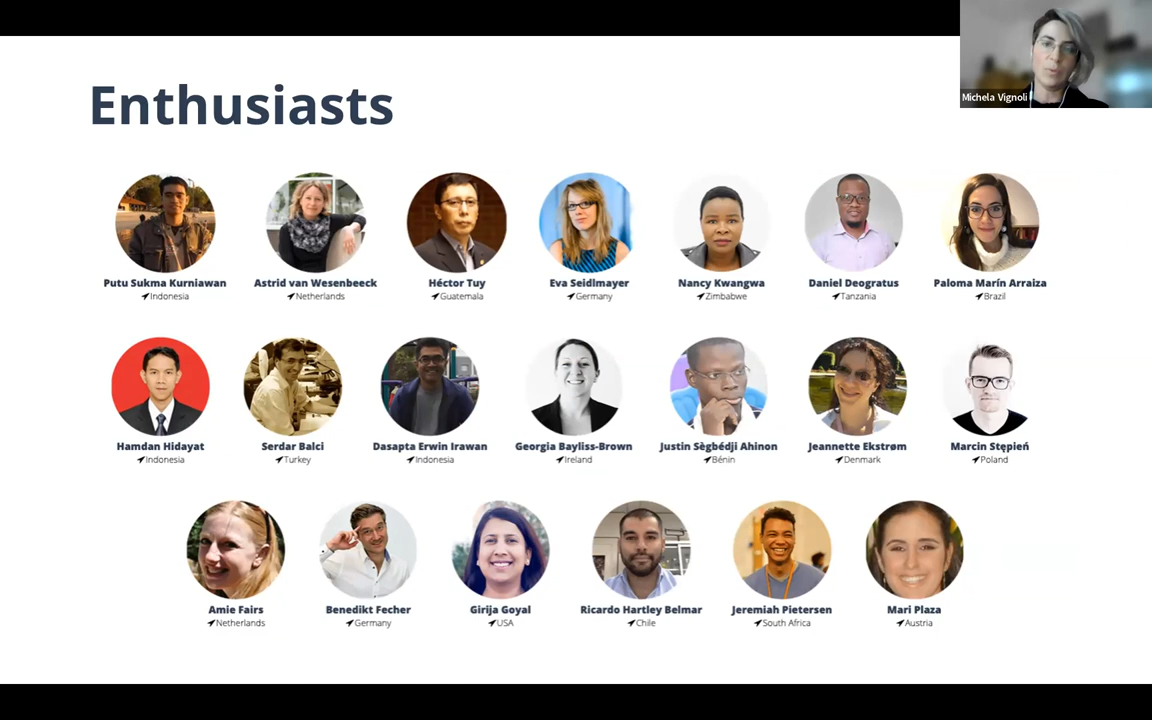 Enthusiasts
Michela Vignoli
Putu Sukma Kurniawan
Indonesia
Astrid van Wesenbeeck
Netherlands
Héctor Tuy
Guatemala
Eva Seidlmayer
Germany
Nancy Kwangwa
Zimbabwe
Daniel Deogratus
Tanzania
Paloma Marín Arraiza
Brazil
Hamdan Hidayat
Indonesia
Serdar Balci
Turkey
Dasapta Erwin Irawan
Indonesia
Georgia Bayliss-Brown
Ireland
Justin Sègbédji Ahinon
Bénin
Jeannette Ekstrøm
Denmark
Marcin Stępień
Poland
Amie Fairs
Netherlands
Benedikt Fecher
Germany
Girija Goyal
USA
Ricardo Hartley Belmar
Chile
Jeremiah Pietersen
South Africa
Mari Plaza
Austria